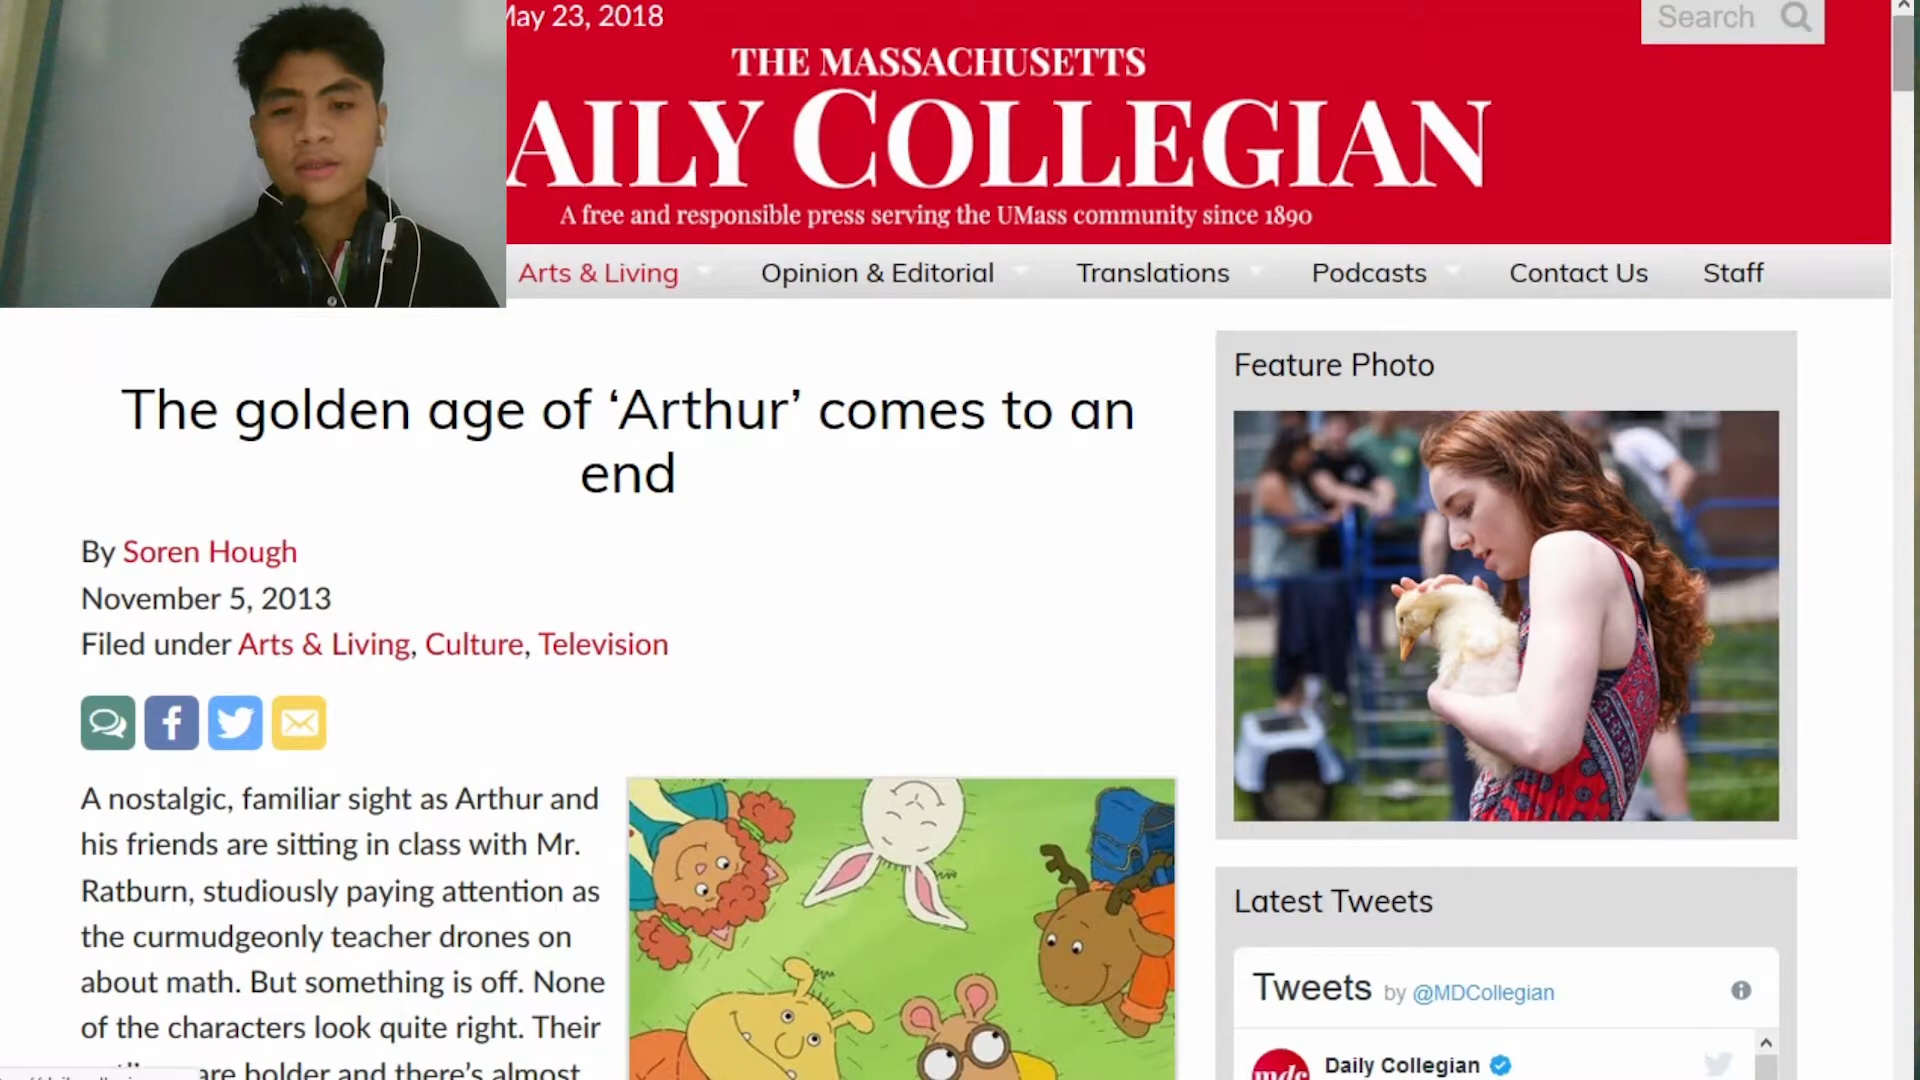 May 23, 2018
Search
THE MASSACHUSETTS
AILY COLLEGIAN
A free and responsible press serving the UMass community since 1890
Arts & Living
Opinion & Editorial
Translations
Podcasts
Contact Us
Staff
The golden age of ‘Arthur’ comes to an
end
By Soren Hough
November 5, 2013
Filed under Arts & Living, Culture, Television
A nostalgic, familiar sight as Arthur and
his friends are sitting in class with Mr.
Ratburn, studiously paying attention as
the curmudgeonly teacher drones on
about math. But something is off. None
of the characters look quite right. Their
are bolder and there’s almost
Feature Photo
Latest Tweets
Tweets by @MDCollegian
mdc
Daily Collegian